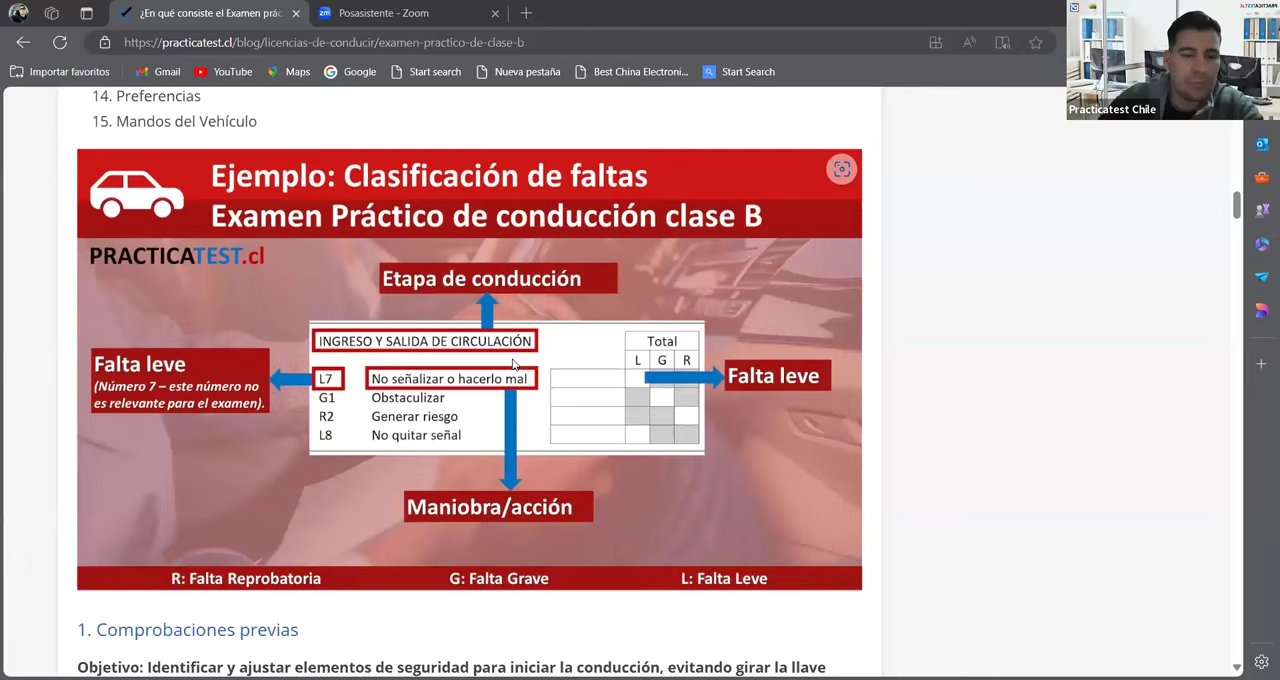 ¿En qué consiste el Examen prác
Posasistente - Zoom
https://practicatest.cl/blog/licencias-de-conducir/examen-practico-de-clase-b
Importar favoritos
Gmail
YouTube
Maps
Google
Start search
Nueva pestaña
Best China Electroni...
Start Search
Practicatest Chile
14. Preferencias
15. Mandos del Vehículo
Ejemplo: Clasificación de faltas
Examen Práctico de conducción clase B
PRACTICATEST.cl
Etapa de conducción
INGRESO Y SALIDA DE CIRCULACIÓN
Total
L G R
Falta leve
(Número 7 – este número no
es relevante para el examen).
L7 No señalizar o hacerlo mal
Falta leve
G1 Obstaculizar
R2 Generar riesgo
L8 No quitar señal
Maniobra/acción
R: Falta Reprobatoria
G: Falta Grave
L: Falta Leve
1. Comprobaciones previas
Objetivo: Identificar y ajustar elementos de seguridad para iniciar la conducción, evitando girar la llave